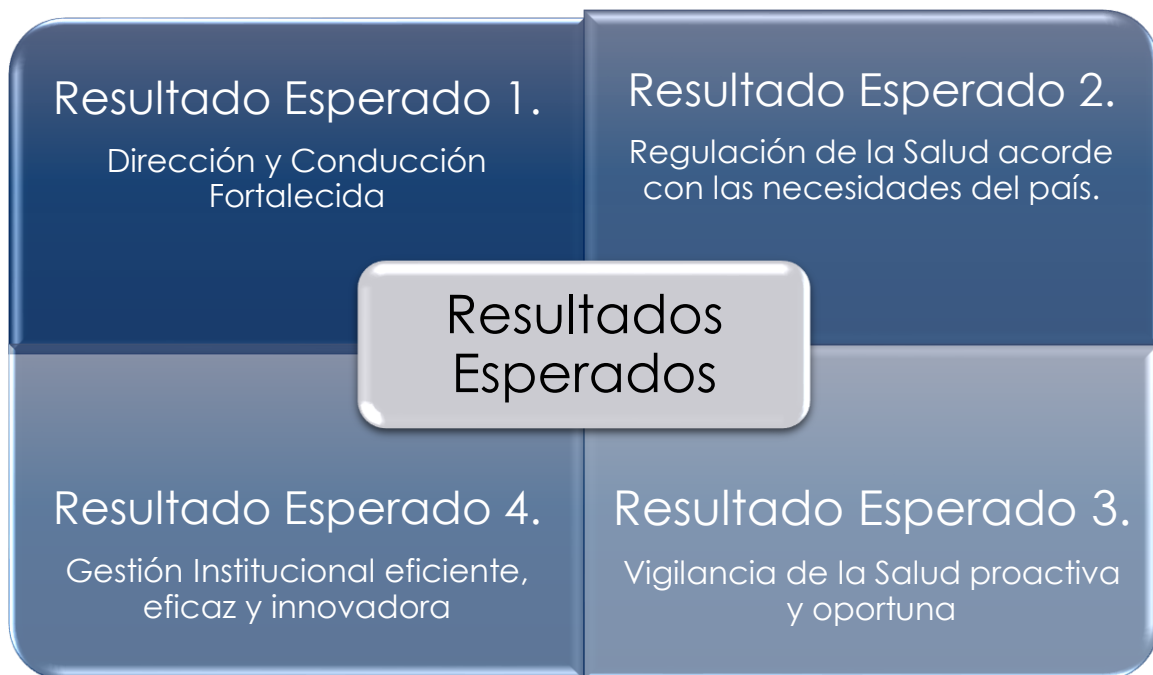 Resultado Esperado 1.
Dirección y Conducción
Fortalecida
Resultado Esperado 2.
Regulación de la Salud acorde
con las necesidades del país.
Resultados
Esperados
Resultado Esperado 4.
Gestión Institucional eficiente,
eficaz y innovadora
Resultado Esperado 3.
Vigilancia de la Salud proactiva
y oportuna